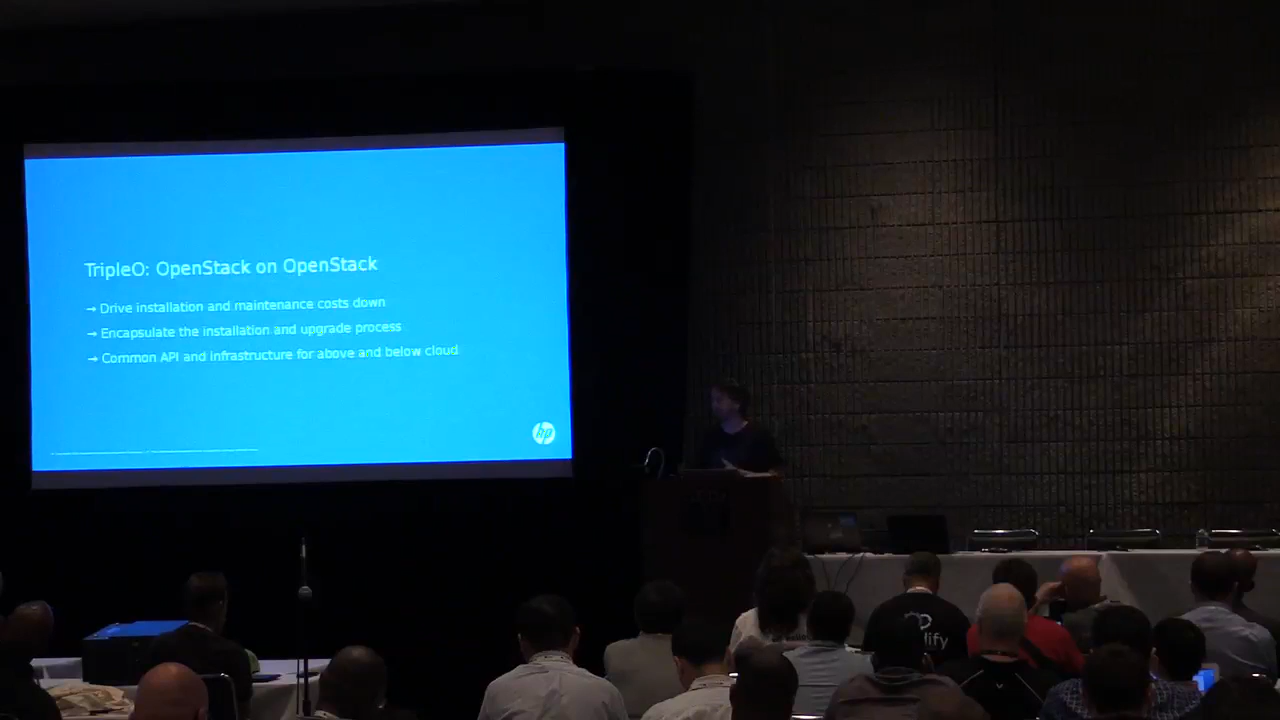 TripleO: OpenStack on OpenStack
→ Drive installation and maintenance costs down
→ Encapsulate the installation and upgrade process
→ Common API and infrastructure for above and below cloud
hp